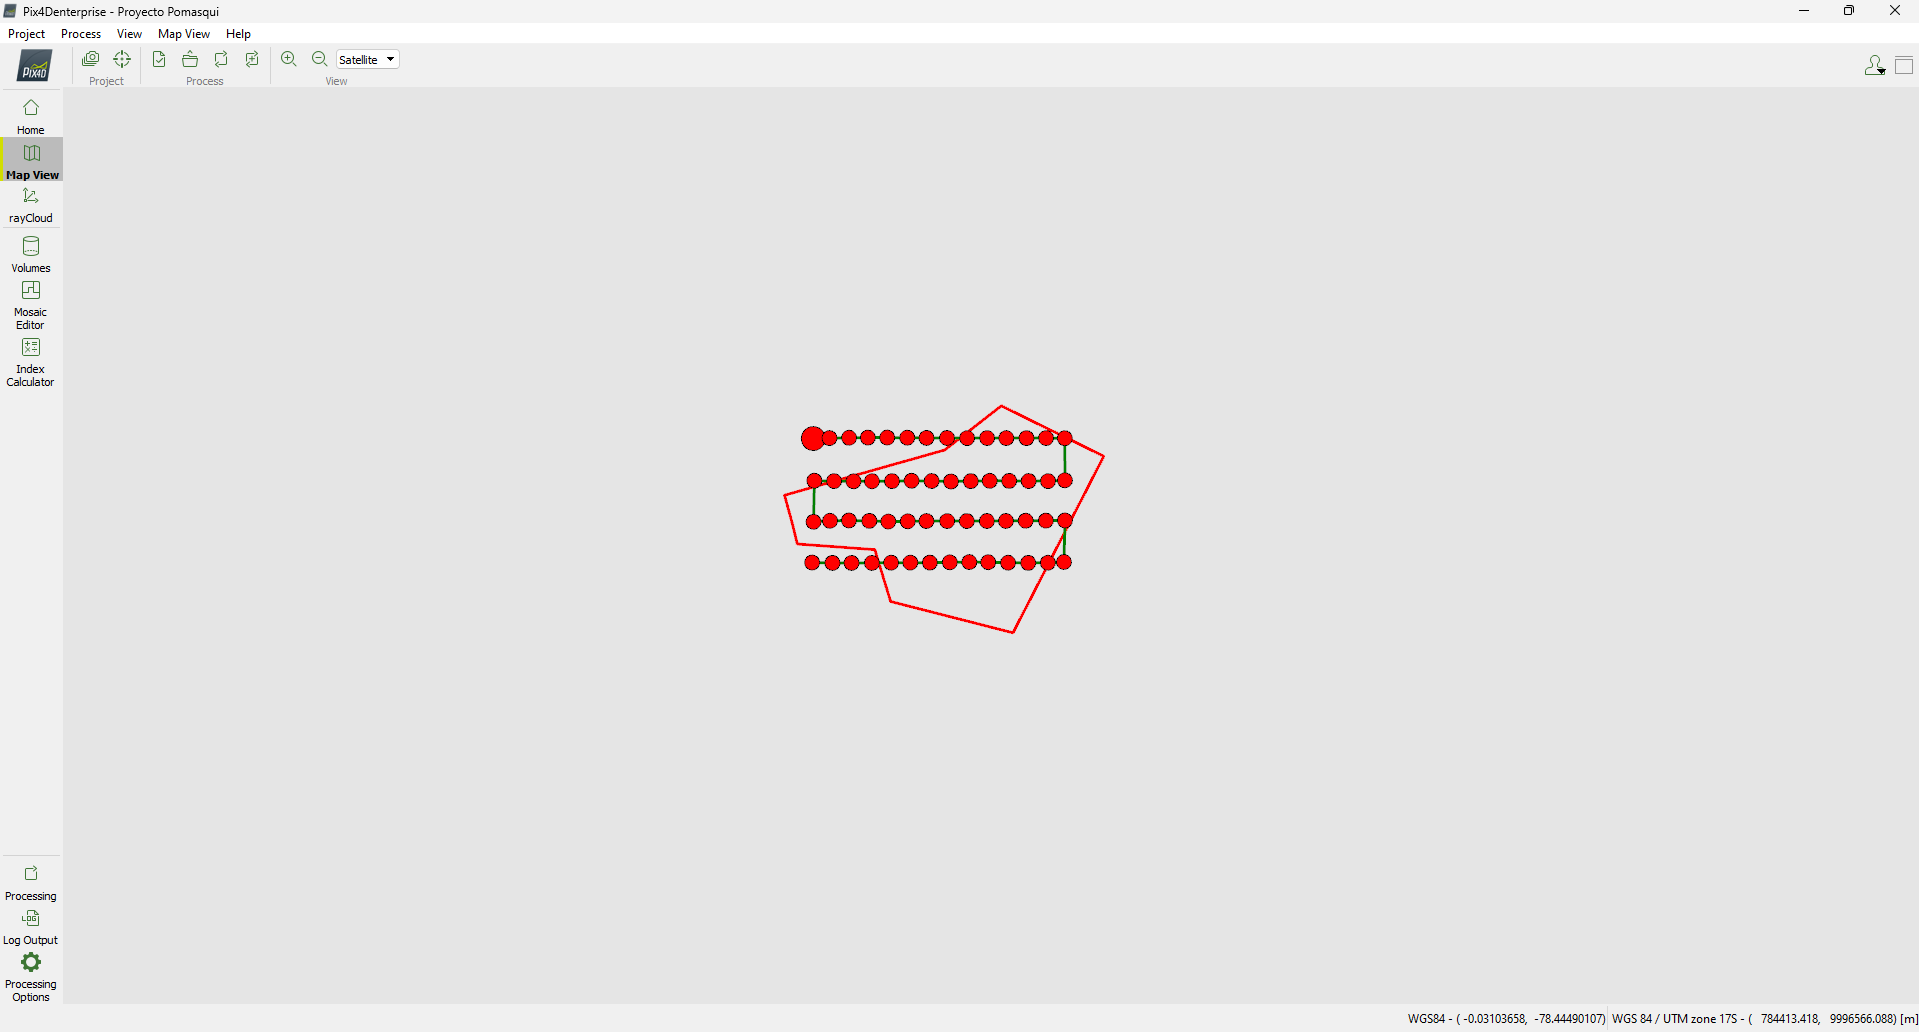 Pix4Denterprise - Proyecto Pomasqui
Project Process View Map View Help
PIX4D
Satellite
Project Process View
Home
Map View
rayCloud
Volumes
Mosaic
Editor
Index
Calculator
Processing
LOG
Log Output
Processing
Options
WGS84 - ( -0.03103658, -78.44490107) WGS 84 / UTM zone 17S - ( 784413.418, 9996566.088) [m]